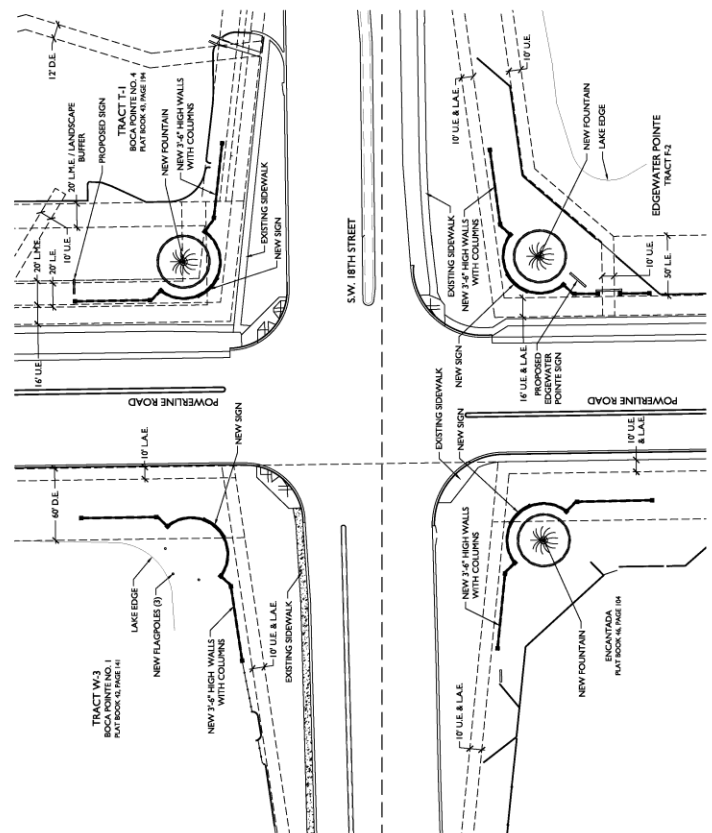 12' D.E.
20' L.M.E. / LANDSCAPE
BUFFER
PROPOSED SIGN
TRACT T-1
BOCA POINTE NO. 4
PLAT BOOK 43, PAGE 194
NEW FOUNTAIN
NEW 3'-6" HIGH WALLS
WITH COLUMNS
EXISTING SIDEWALK
NEW SIGN
10' U.E.
20' L.M.E.
20' L.E.
16' U.E.
POWERLINE ROAD
S.W. 18TH STREET
10' U.E.
10' U.E. & L.A.E.
NEW FOUNTAIN
LAKE EDGE
EDGEWATER POINTE
TRACT F-2
EXISTING SIDEWALK
NEW 3'-6" HIGH WALLS
WITH COLUMNS
NEW SIGN
16' U.E. & L.A.E.
PROPOSED
EDGEWATER
POINTE SIGN
10' U.E.
50' L.E.
POWERLINE ROAD
60' D.E.
10' L.A.E.
NEW SIGN
LAKE EDGE
NEW FLAGPOLES (3)
TRACT W-3
BOCA POINTE NO. 1
PLAT BOOK 42, PAGE 141
NEW 3'-6" HIGH WALLS
WITH COLUMNS
10' U.E. & L.A.E.
EXISTING SIDEWALK
EXISTING SIDEWALK
NEW SIGN
10' U.E.
& L.A.E.
NEW 3'-6" HIGH WALLS
WITH COLUMNS
10' U.E. & L.A.E.
NEW FOUNTAIN
ENCANTADA
PLAT BOOK 46, PAGE 104